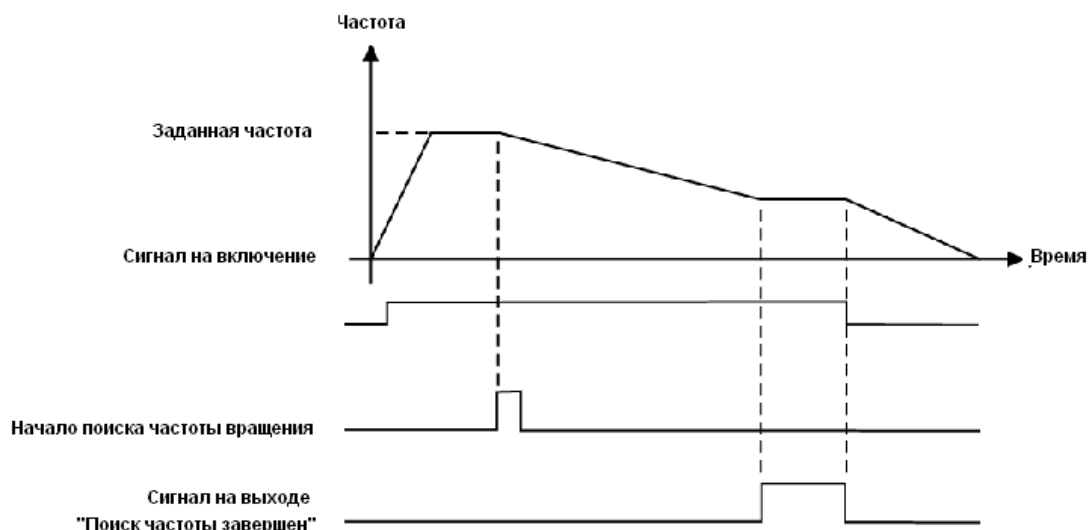 Частота
Заданная частота
Сигнал на включение
Время
Начало поиска частоты вращения
Сигнал на выходе
"Поиск частоты завершен"